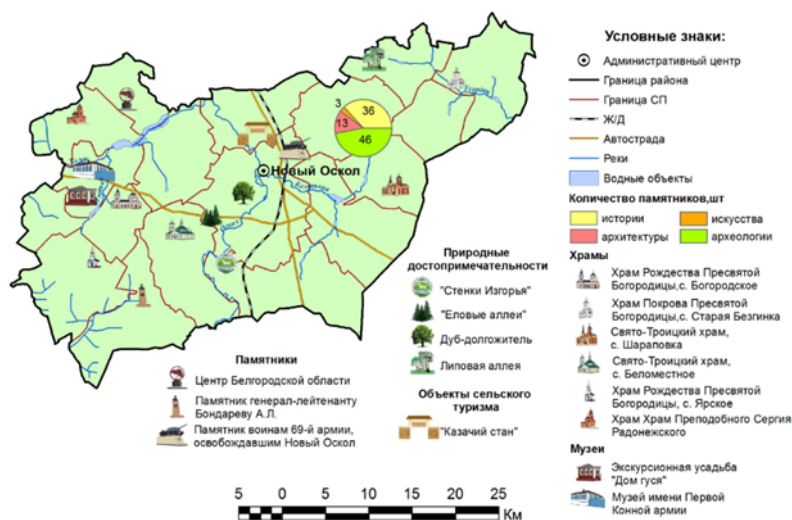 3
36
13
46
Новый Оскол
Условные знаки:
Административный центр
Граница района
Граница СП
Ж/Д
Автострада
Реки
Водные объекты
Количество памятников,шт
истории
искусства
архитектуры
археологии
Храмы
Храм Рождества Пресвятой
Богородицы,с. Богородское
Храм Покрова Пресвятой
Богородицы,с. Старая Безгинка
Свято-Троицкий храм,
с. Шараповка
Свято-Троицкий храм,
с. Беломестное
Храм Рождества Пресвятой
Богородицы, с. Ярское
Храм Храм Преподобного Сергия
Радонежского
Музеи
Экскурсионная усадьба
"Дом гуся"
Музей имени Первой
Конной армии
Природные
достопримечательности
"Стенки Изгорья"
"Еловые аллеи"
Дуб-долгожитель
Липовая аллея
Объекты сельского
туризма
"Казачий стан"
Памятники
Центр Белгородской области
Памятник генерал-лейтенанту
Бондареву А.Л.
Памятник воинам 69-й армии,
освобождавшим Новый Оскол
5 0 5 10 15 20 25
Км